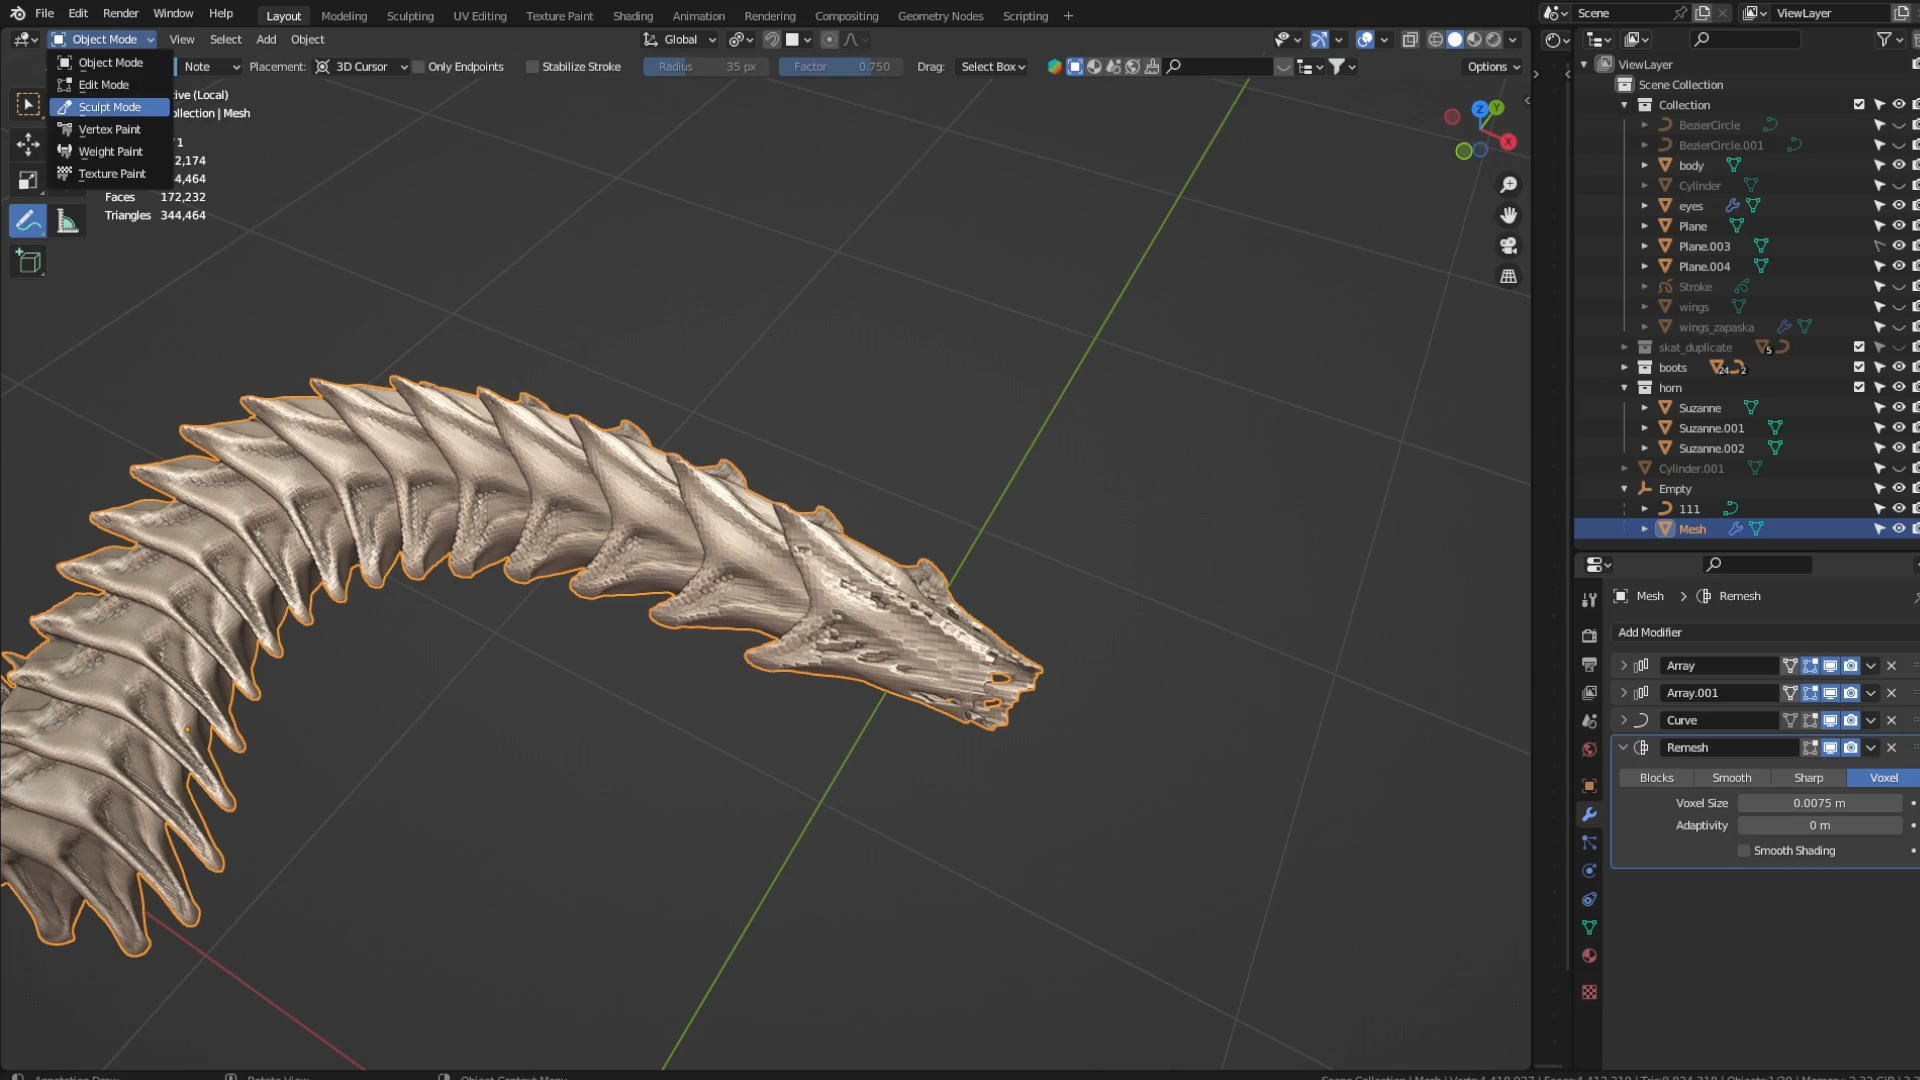 File Edit Render Window Help Layout Modeling Sculpting UV Editing Texture Paint Shading Animation Rendering Compositing Geometry Nodes Scripting + Scene ViewLayer
Object Mode View Select Add Object Global
Note Placement: 3D Cursor Only Endpoints Stabilize Stroke Radius 35 px Factor 0.750 Drag: Select Box Options
Object Mode
Edit Mode
Sculpt Mode
Vertex Paint
Weight Paint
Texture Paint
tive (Local)
ollection | Mesh
1
2,174
4,464
Faces 172,232
Triangles 344,464
Z
Y
X
ViewLayer
Scene Collection
Collection
BezierCircle
BezierCircle.001
body
Cylinder
eyes
Plane
Plane.003
Plane.004
Stroke
wings
wings_zapaska
skat_duplicate 5
boots 24 2
horn
Suzanne
Suzanne.001
Suzanne.002
Cylinder.001
Empty
111
Mesh
Mesh > Remesh
Add Modifier
Array
Array.001
Curve
Remesh
Blocks Smooth Sharp Voxel
Voxel Size 0.0075 m
Adaptivity 0 m
Smooth Shading